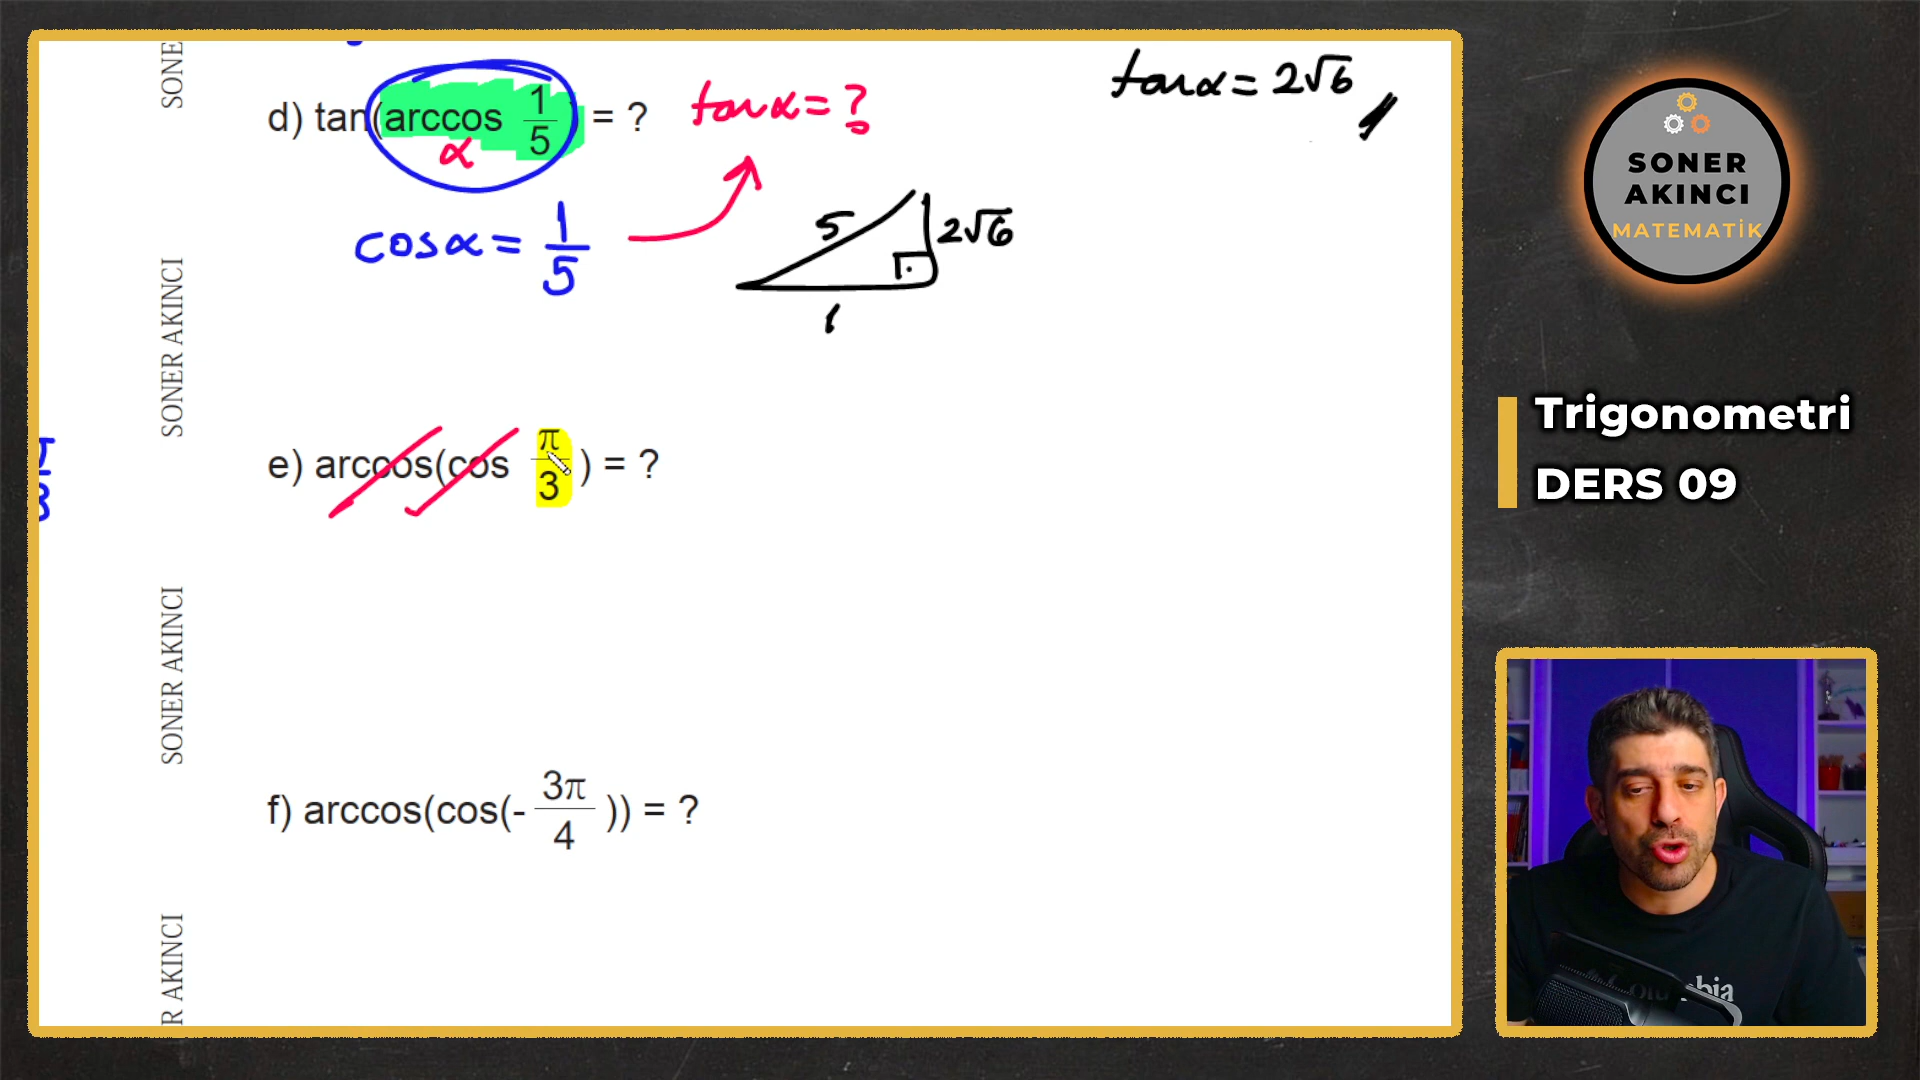 d) tan(arccos 1/5) = ?
α
tanα = ?
tanα = 2√6
cosα = 1/5
5
2√6
1
e) arccos(cos π/3) = ?
f) arccos(cos(- 3π/4)) = ?
SONE
SONER AKINCI
SONER AKINCI
R AKINCI
SONER
AKINCI
MATEMATİK
Trigonometri
DERS 09